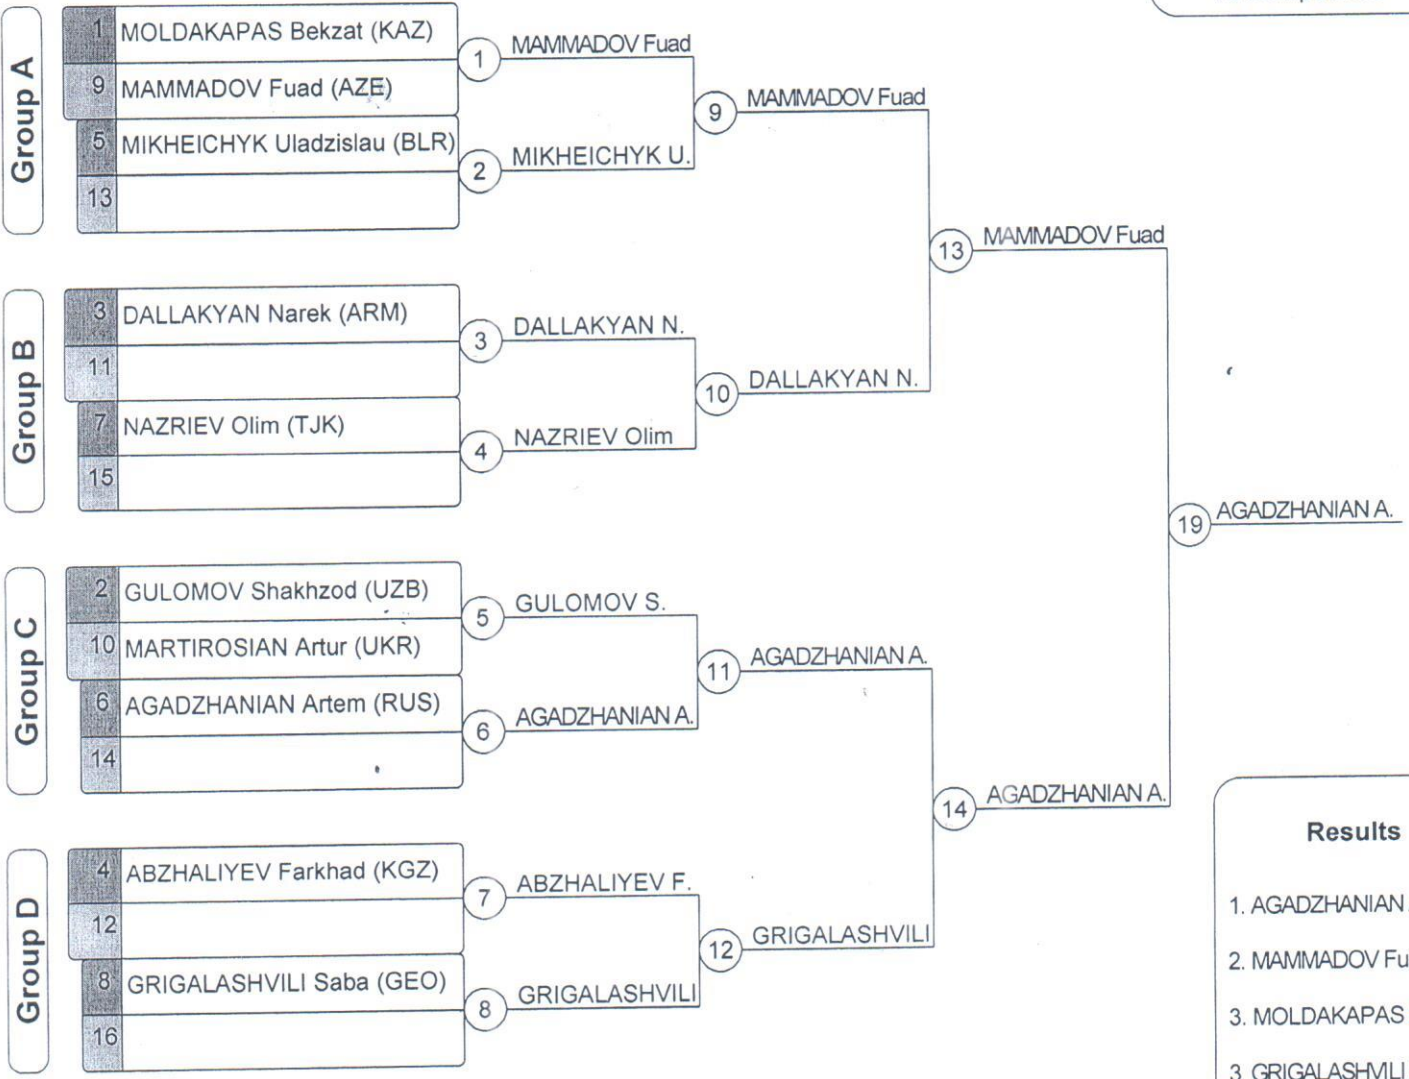 Group A
1 MOLDAKAPAS Bekzat (KAZ)
9 MAMMADOV Fuad (AZE)
5 MIKHEICHYK Uladzislau (BLR)
13
1 MAMMADOV Fuad
2 MIKHEICHYK U.
9 MAMMADOV Fuad
13 MAMMADOV Fuad
Group B
3 DALLAKYAN Narek (ARM)
11
7 NAZRIEV Olim (TJK)
15
3 DALLAKYAN N.
4 NAZRIEV Olim
10 DALLAKYAN N.
19 AGADZHANIAN A.
Group C
2 GULOMOV Shakhzod (UZB)
10 MARTIROSIAN Artur (UKR)
6 AGADZHANIAN Artem (RUS)
14
5 GULOMOV S.
6 AGADZHANIAN A.
11 AGADZHANIAN A.
14 AGADZHANIAN A.
Group D
4 ABZHALIYEV Farkhad (KGZ)
12
8 GRIGALASHVILI Saba (GEO)
16
7 ABZHALIYEV F.
8 GRIGALASHVILI
12 GRIGALASHVILI
Results
1. AGADZHANIAN
2. MAMMADOV Fu
3. MOLDAKAPAS
3 GRIGALASHVILI